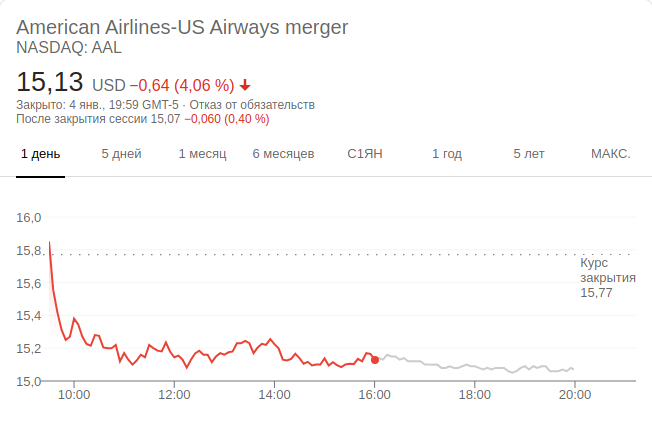 American Airlines-US Airways merger
NASDAQ: AAL
15,13 USD −0,64 (4,06 %)
Закрыто: 4 янв., 19:59 GMT-5 · Отказ от обязательств
После закрытия сессии 15,07 −0,060 (0,40 %)
1 день 5 дней 1 месяц 6 месяцев С1ЯН 1 год 5 лет МАКС.
16,0
15,8
Курс
закрытия
15,77
15,6
15,4
15,2
15,0
10:00 12:00 14:00 16:00 18:00 20:00